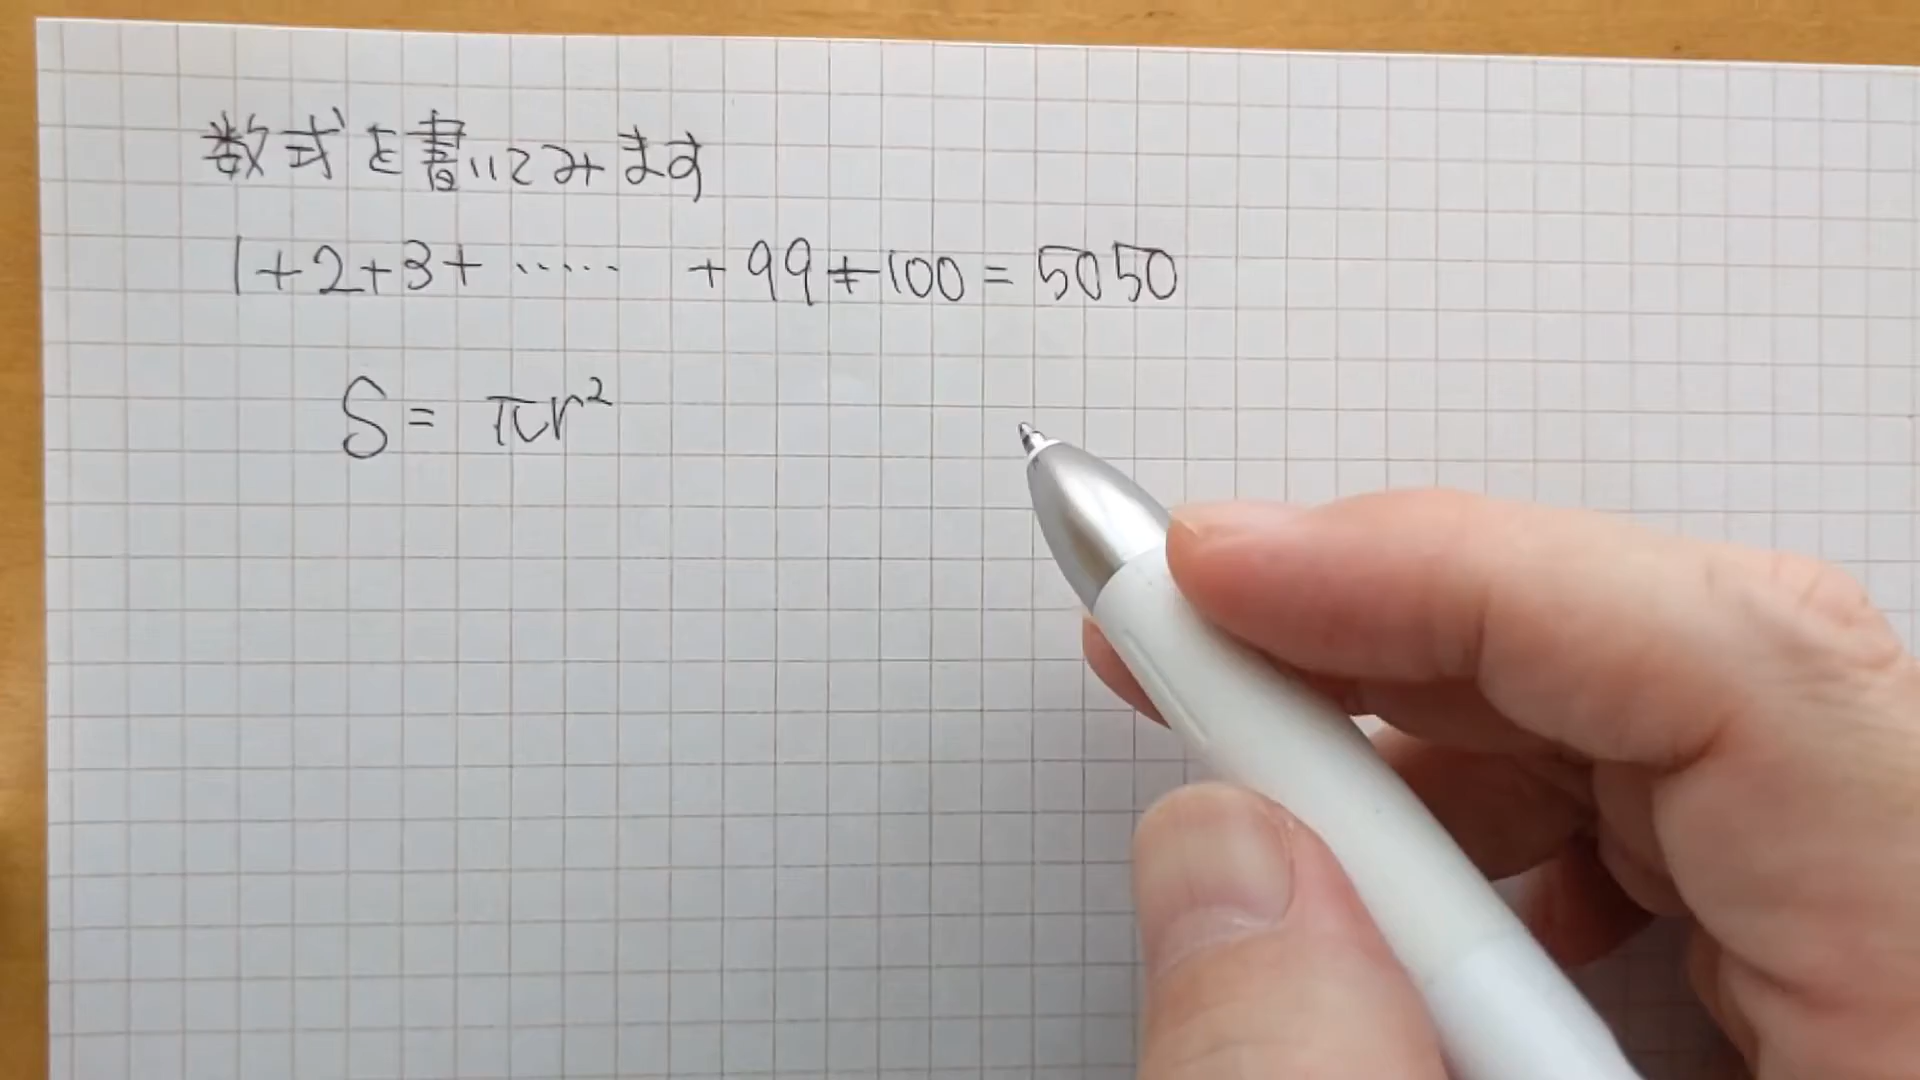 数式を書いてみます
1+2+3+ ..... +99+100=5050
S= πr²